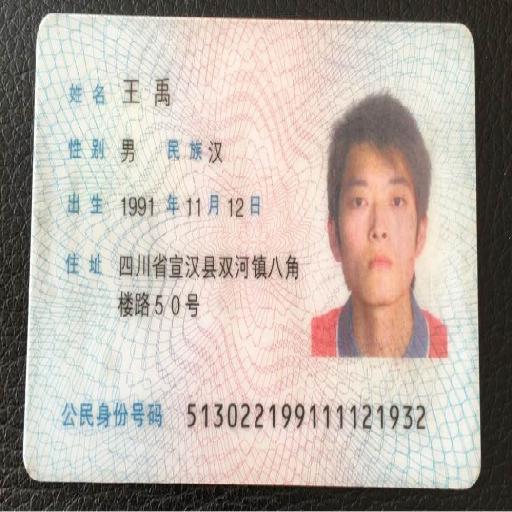 姓名 王禹
性别 男 民族 汉
出生 1991 年 11 月 12 日
住址 四川省宣汉县双河镇八角
楼路50号
公民身份号码 513022199111121932